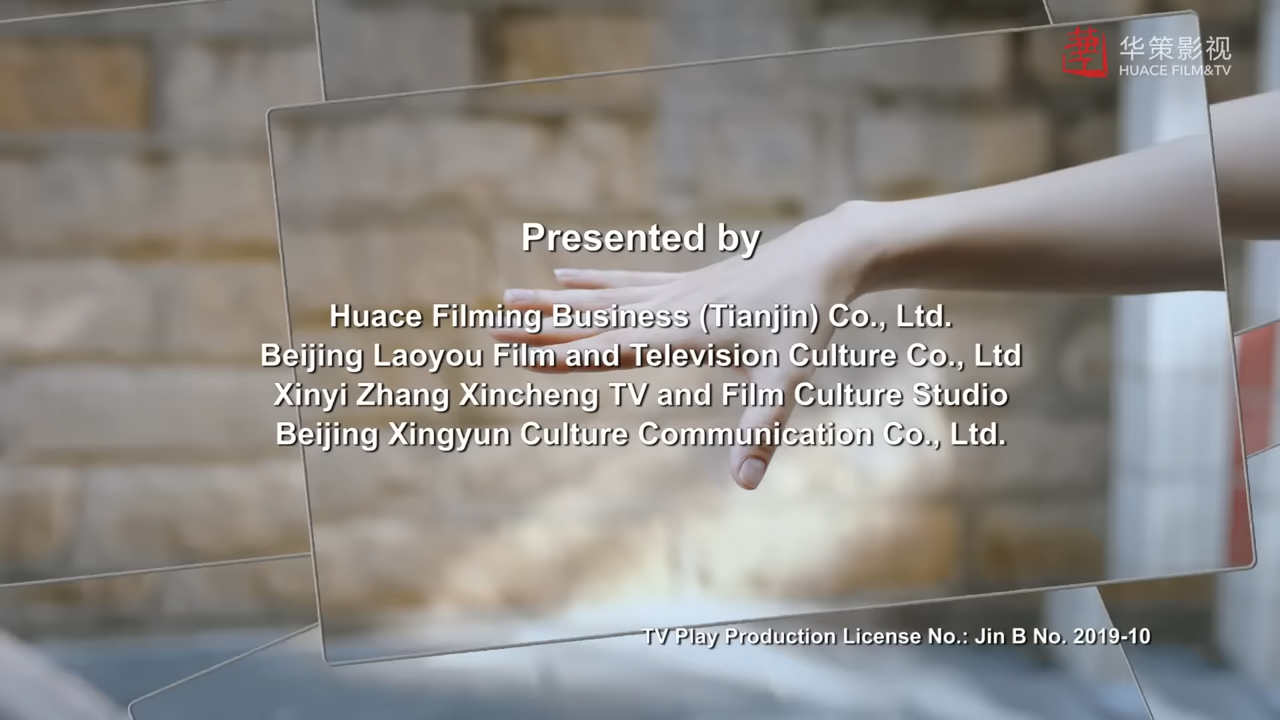 華
华策影视
HUACE FILM&TV
Presented by
Huace Filming Business (Tianjin) Co., Ltd.
Beijing Laoyou Film and Television Culture Co., Ltd
Xinyi Zhang Xincheng TV and Film Culture Studio
Beijing Xingyun Culture Communication Co., Ltd.
TV Play Production License No.: Jin B No. 2019-10